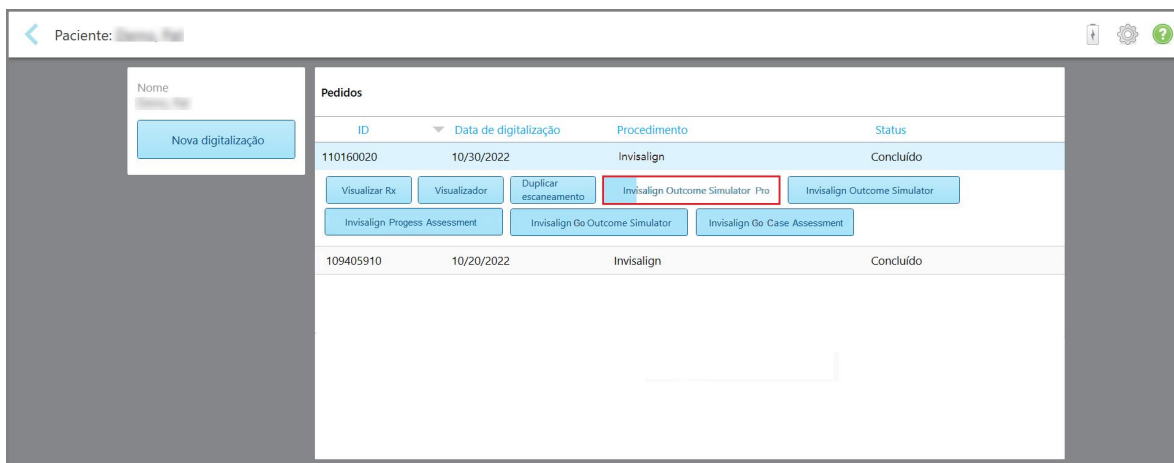 Paciente:
Nome
Nova digitalização
Pedidos
ID Data de digitalização Procedimento Status
110160020 10/30/2022 Invisalign Concluído
Visualizar Rx Visualizador Duplicar escaneamento Invisalign Outcome Simulator Pro Invisalign Outcome Simulator
Invisalign Progess Assessment Invisalign Go Outcome Simulator Invisalign Go Case Assessment
109405910 10/20/2022 Invisalign Concluído